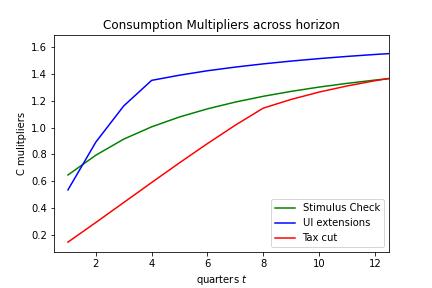 Consumption Multipliers across horizon
1.6
1.4
1.2
1.0
0.8
0.6
0.4
0.2
C mulitpliers
Stimulus Check
UI extensions
Tax cut
2 4 6 8 10 12
quarters t